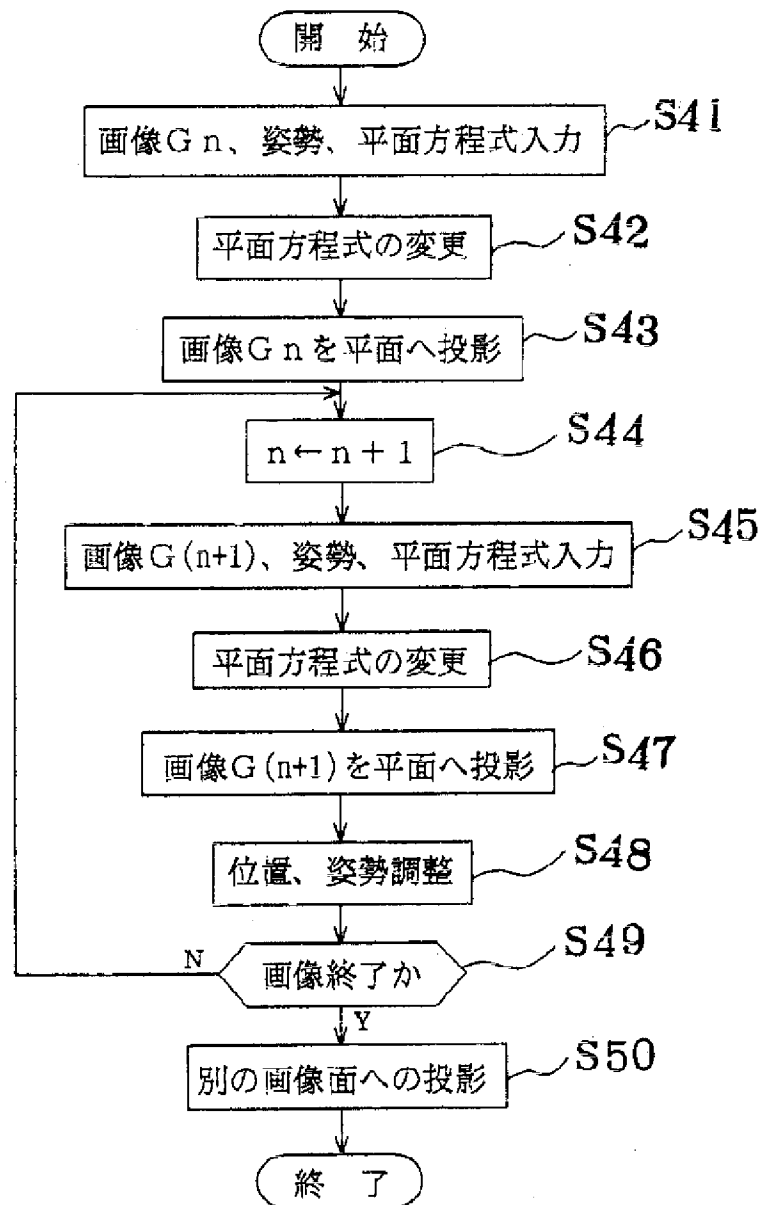 開 始
画像Gn、姿勢、平面方程式入力 S41
平面方程式の変更 S42
画像Gnを平面へ投影 S43
n←n+1 S44
画像G(n+1)、姿勢、平面方程式入力 S45
平面方程式の変更 S46
画像G(n+1)を平面へ投影 S47
位置、姿勢調整 S48
N 画像終了か S49
Y
別の画像面への投影 S50
終 了